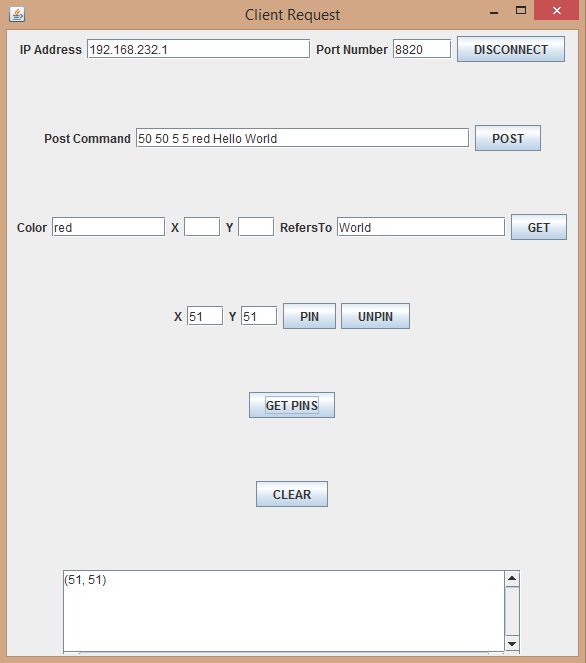 Client Request
IP Address 192.168.232.1 Port Number 8820 DISCONNECT
Post Command 50 50 5 5 red Hello World POST
Color red X Y RefersTo World GET
X 51 Y 51 PIN UNPIN
GET PINS
CLEAR
(51, 51)